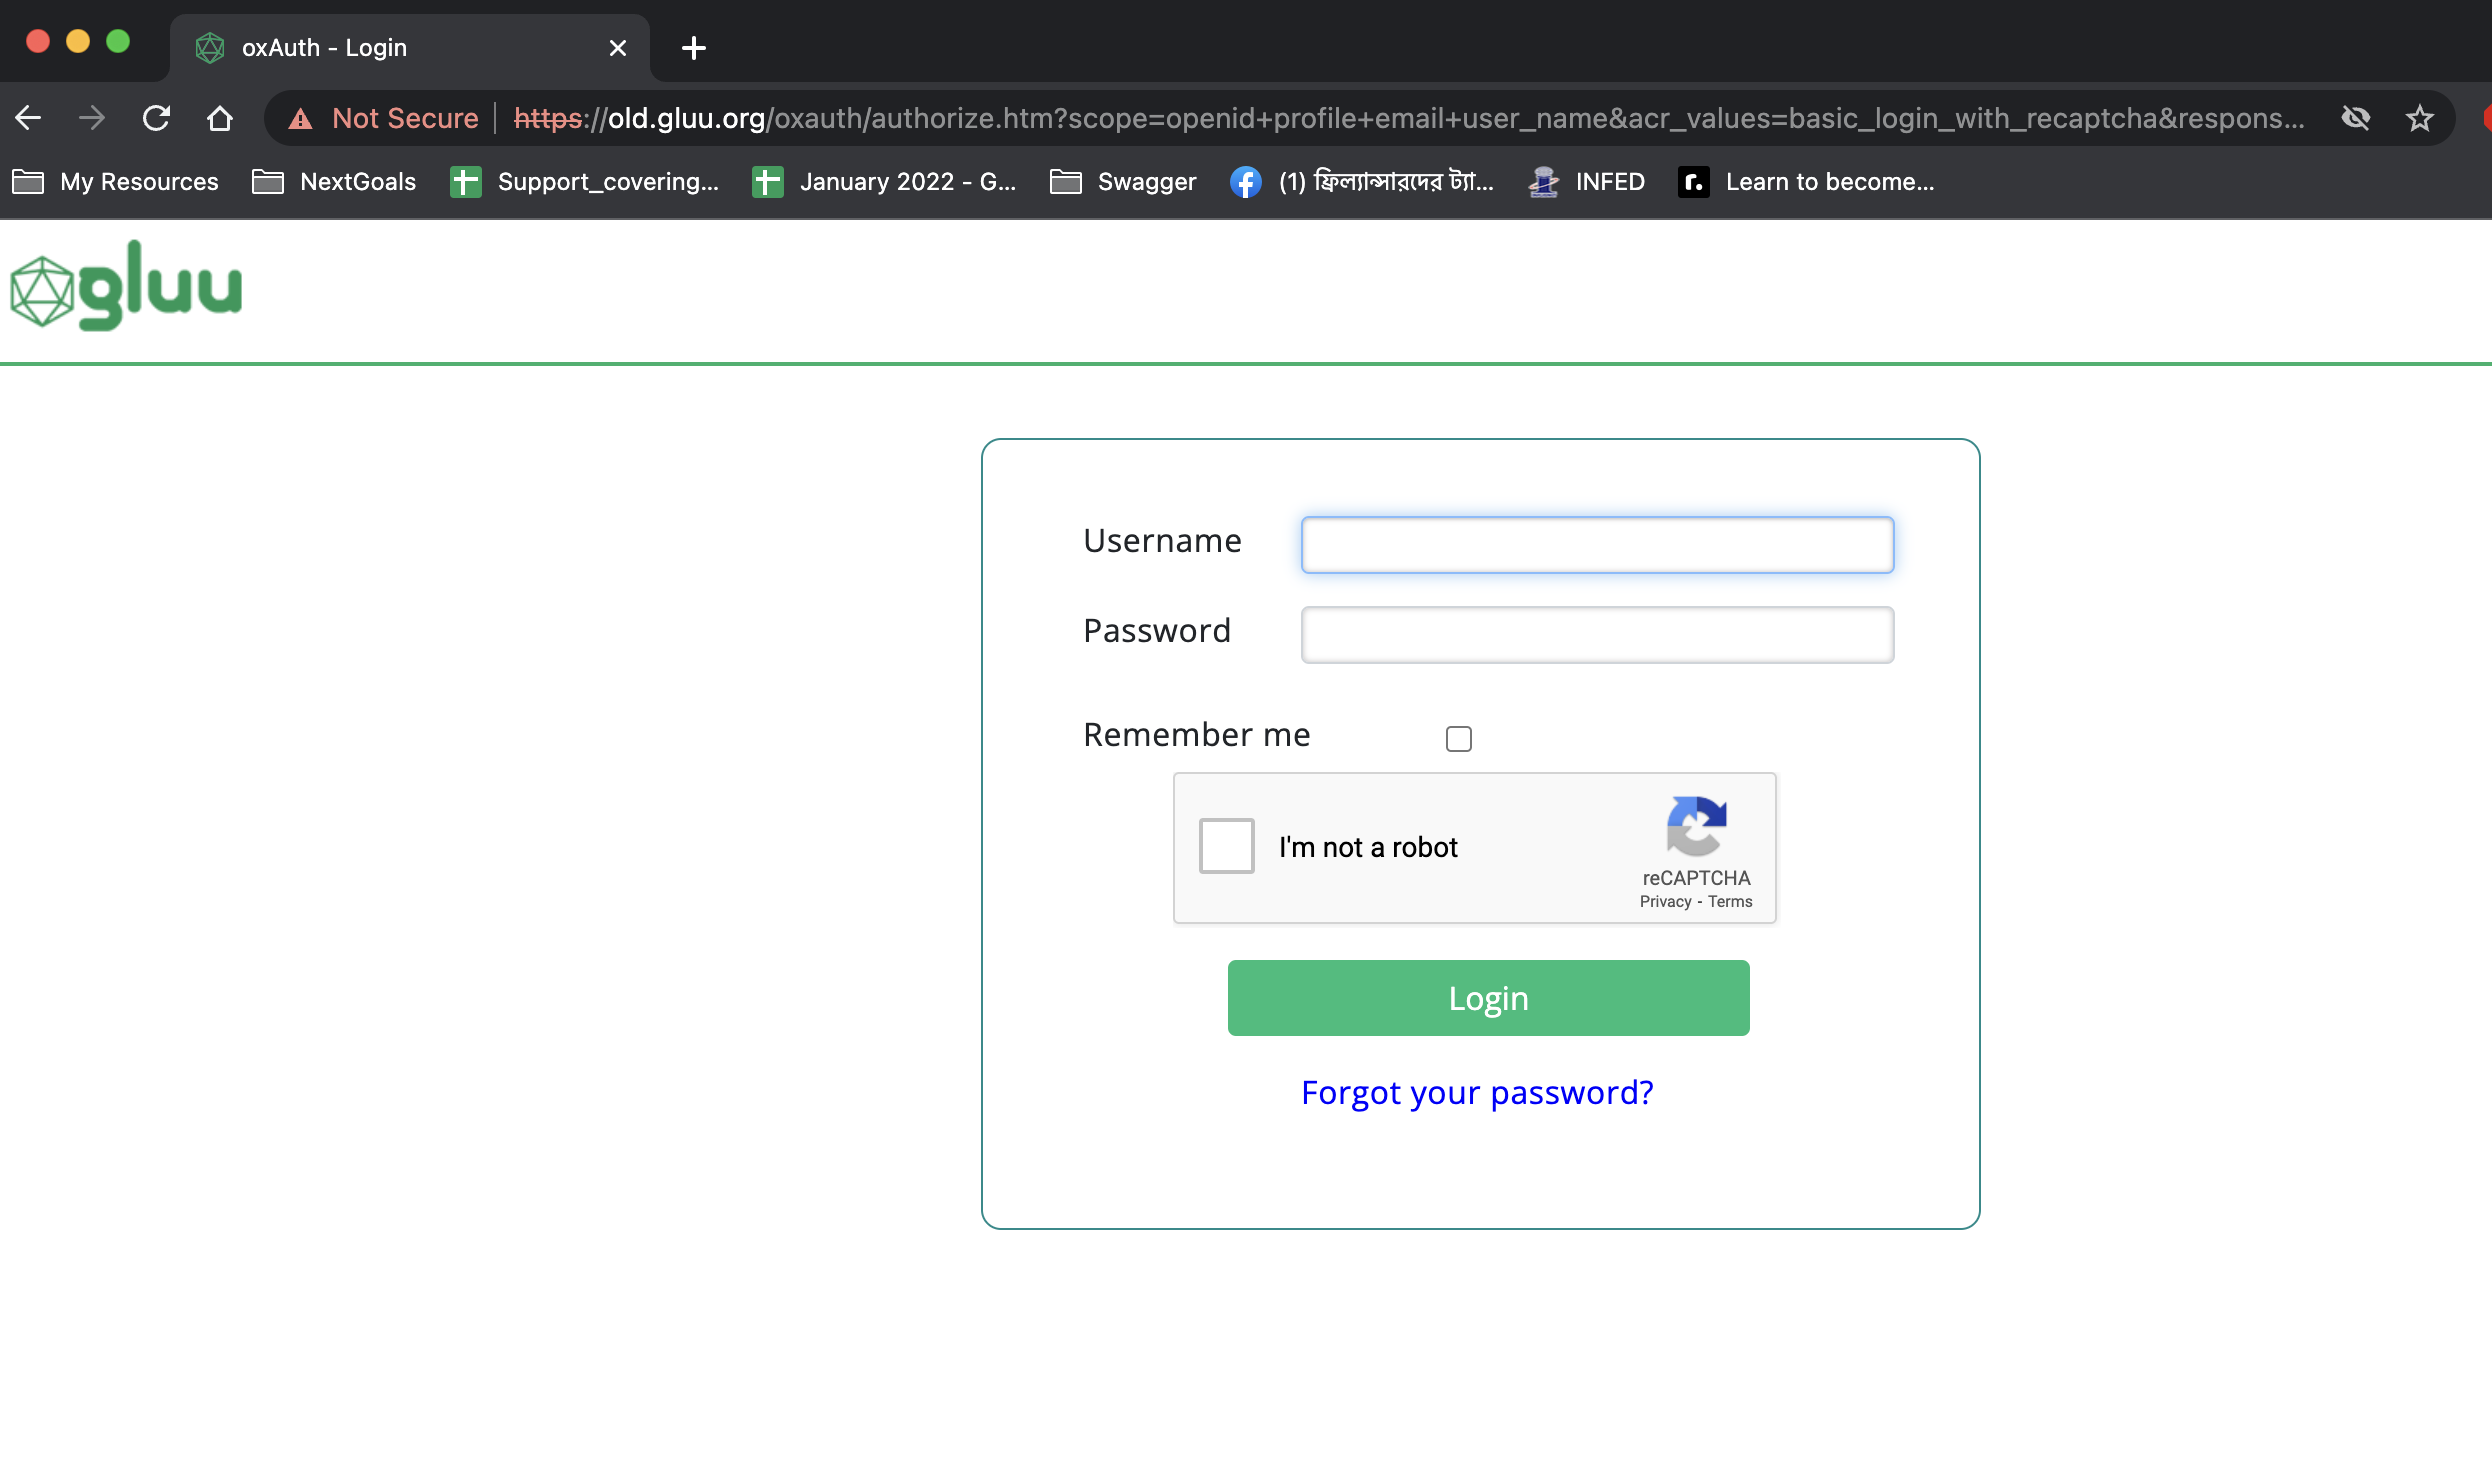 oxAuth - Login
Not Secure https://old.gluu.org/oxauth/authorize.htm?scope=openid+profile+email+user_name&acr_values=basic_login_with_recaptcha&respons...
My Resources NextGoals Support_covering... January 2022 - G... Swagger (1) ফ্রিল্যান্সারদের ট্যা... INFED r. Learn to become...
gluu
Username
Password
Remember me
I'm not a robot
reCAPTCHA
Privacy - Terms
Login
Forgot your password?